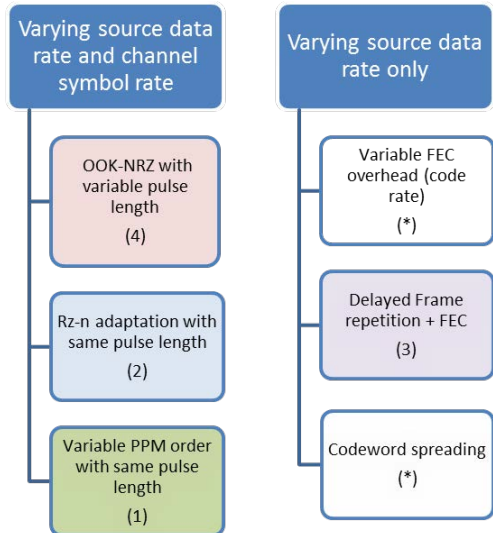 Varying source data
rate and channel
symbol rate
OOK-NRZ with
variable pulse
length
(4)
Rz-n adaptation with
same pulse length
(2)
Variable PPM order
with same pulse
length
(1)
Varying source data
rate only
Variable FEC
overhead (code
rate)
(*)
Delayed Frame
repetition + FEC
(3)
Codeword spreading
(*)